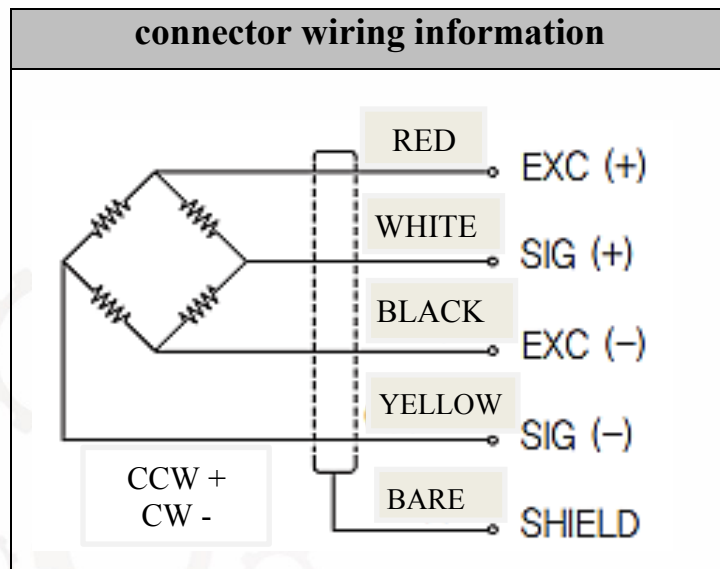 connector wiring information
RED
EXC (+)
WHITE
SIG (+)
BLACK
EXC (−)
YELLOW
SIG (−)
CCW +
CW -
BARE
SHIELD